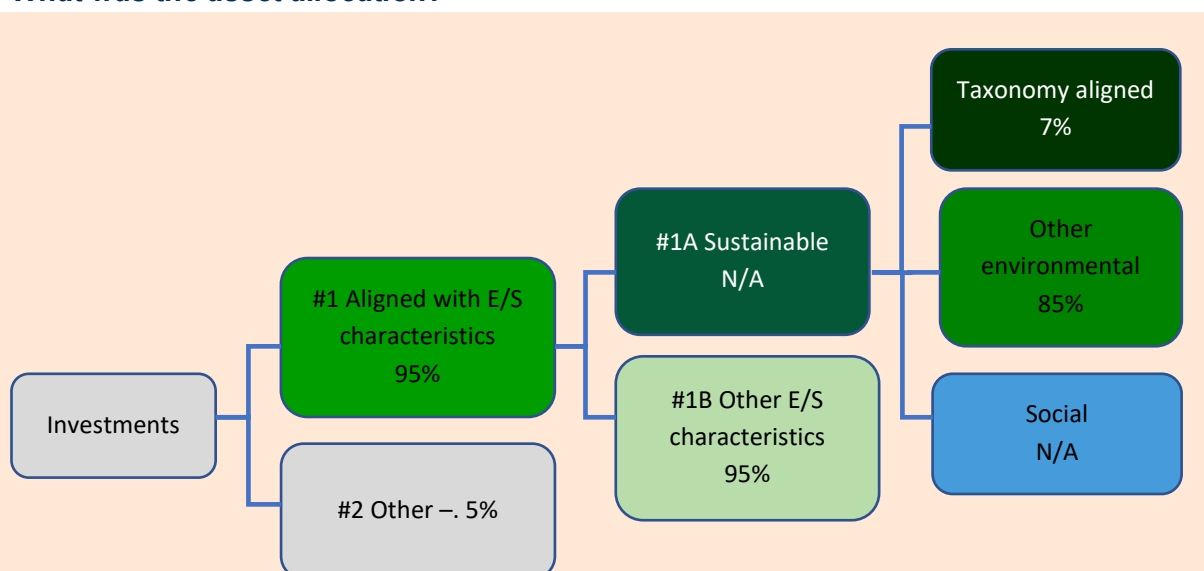 What was the asset allocation?
Taxonomy aligned
7%
#1A Sustainable
N/A
Other
environmental
85%
#1 Aligned with E/S
characteristics
95%
#1B Other E/S
characteristics
95%
Social
N/A
Investments
#2 Other –. 5%